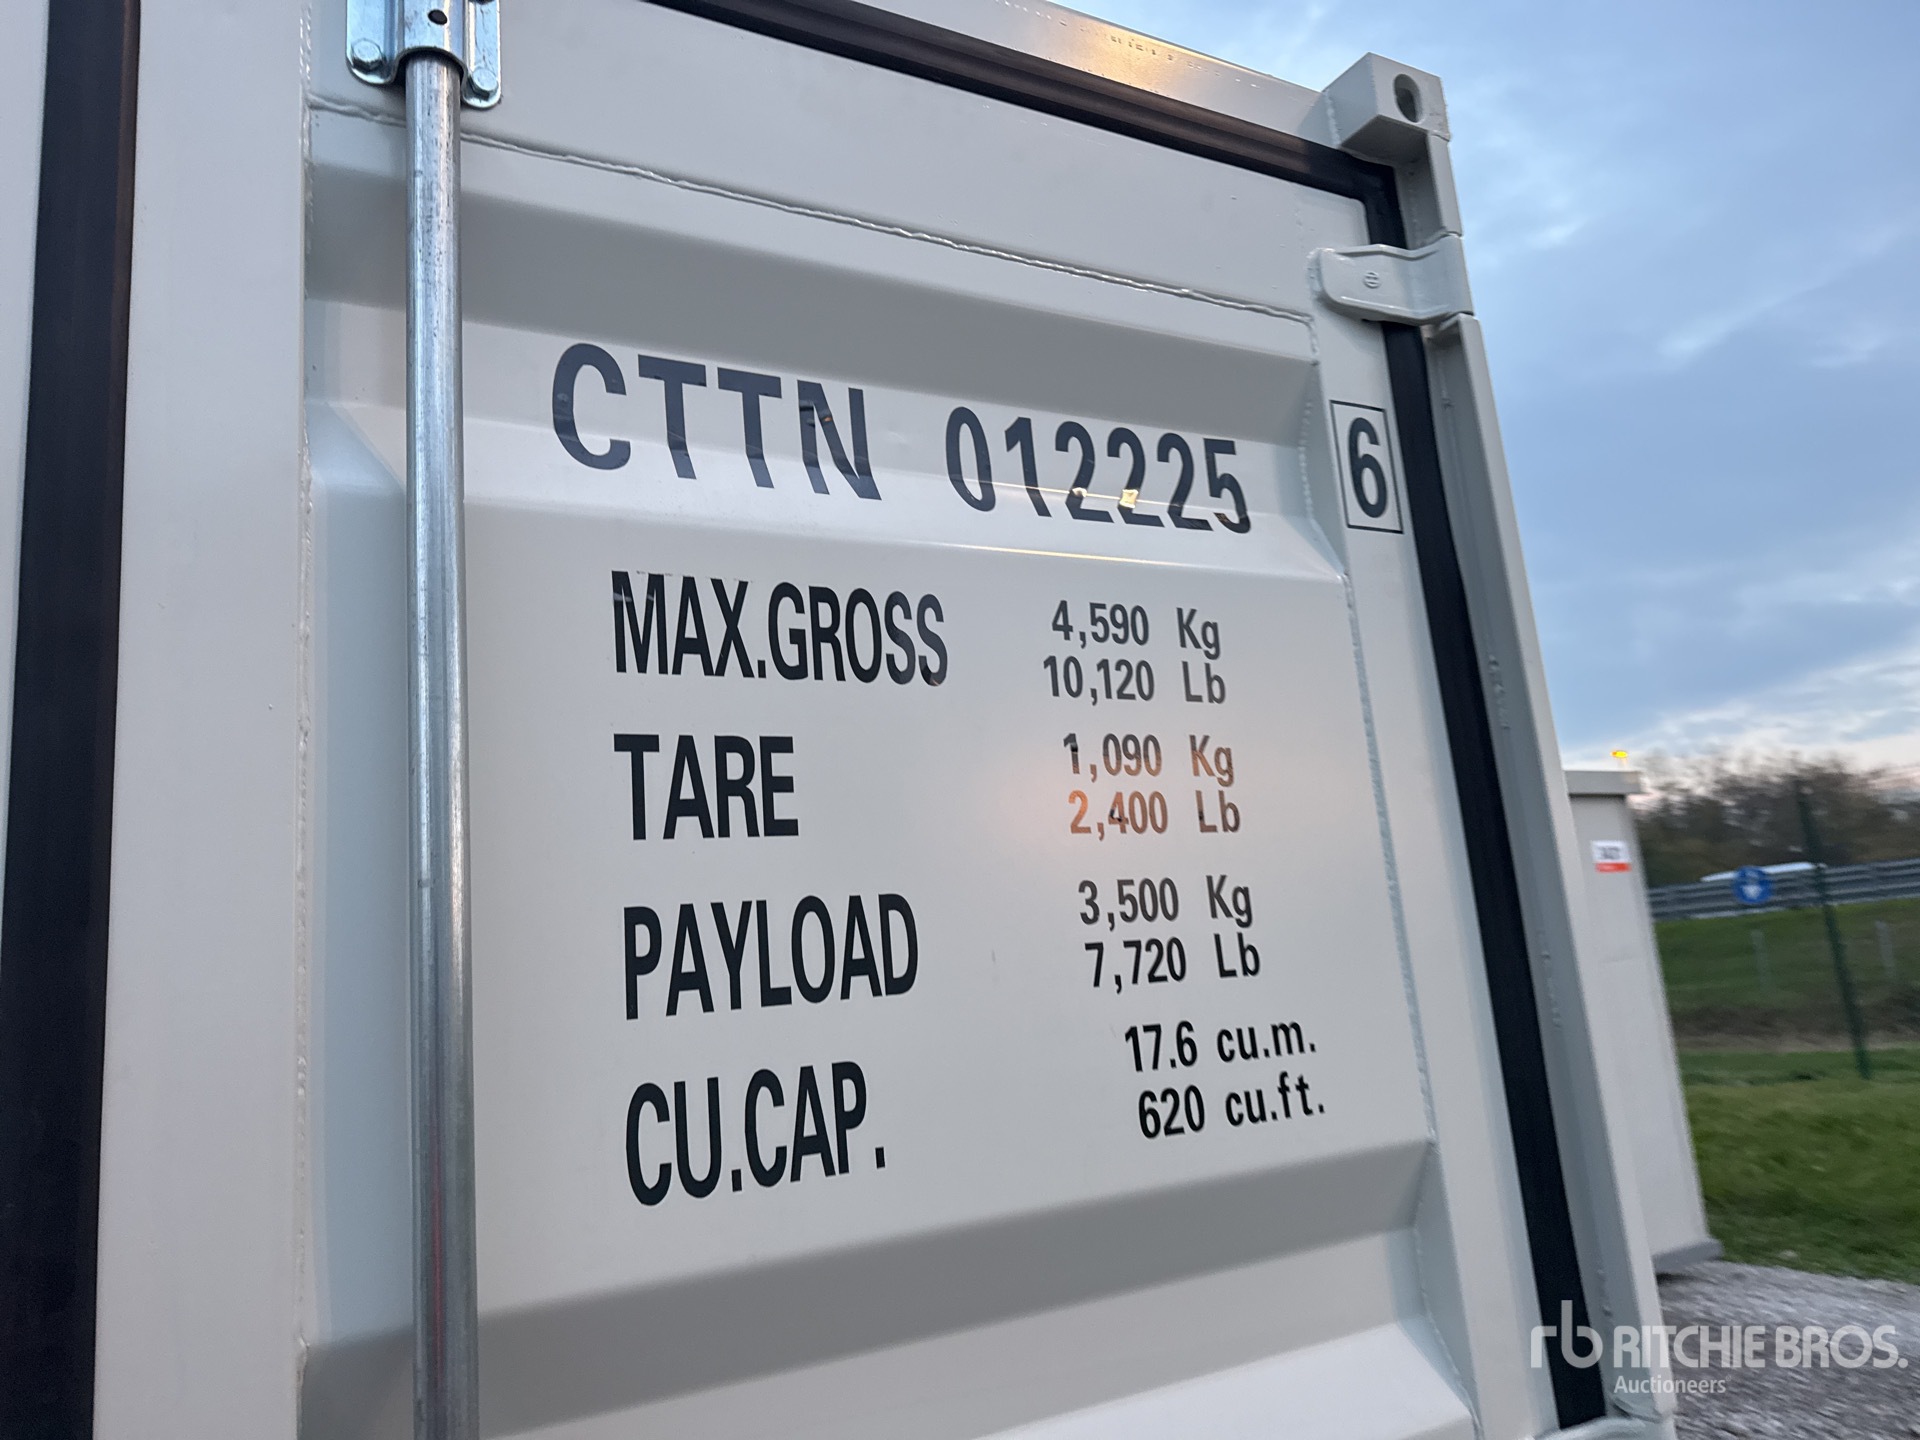 CTTN 012225 6
MAX.GROSS 4,590 Kg
10,120 Lb
TARE 1,090 Kg
2,400 Lb
PAYLOAD 3,500 Kg
7,720 Lb
CU.CAP. 17.6 cu.m.
620 cu.ft.
rb RITCHIE BROS.
Auctioneers